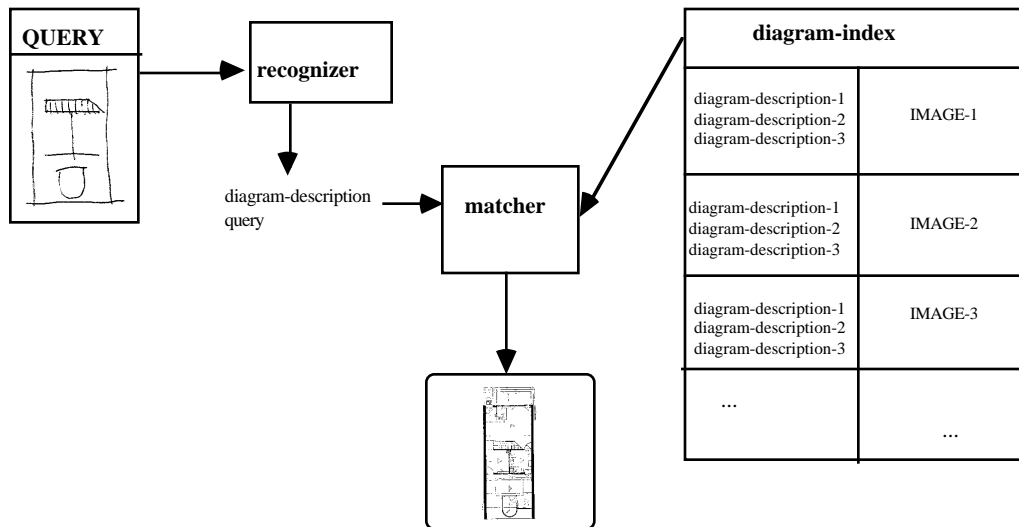 QUERY
recognizer
diagram-description
query
matcher
diagram-index
diagram-description-1
diagram-description-2
diagram-description-3
IMAGE-1
diagram-description-1
diagram-description-2
diagram-description-3
IMAGE-2
diagram-description-1
diagram-description-2
diagram-description-3
IMAGE-3
...
...